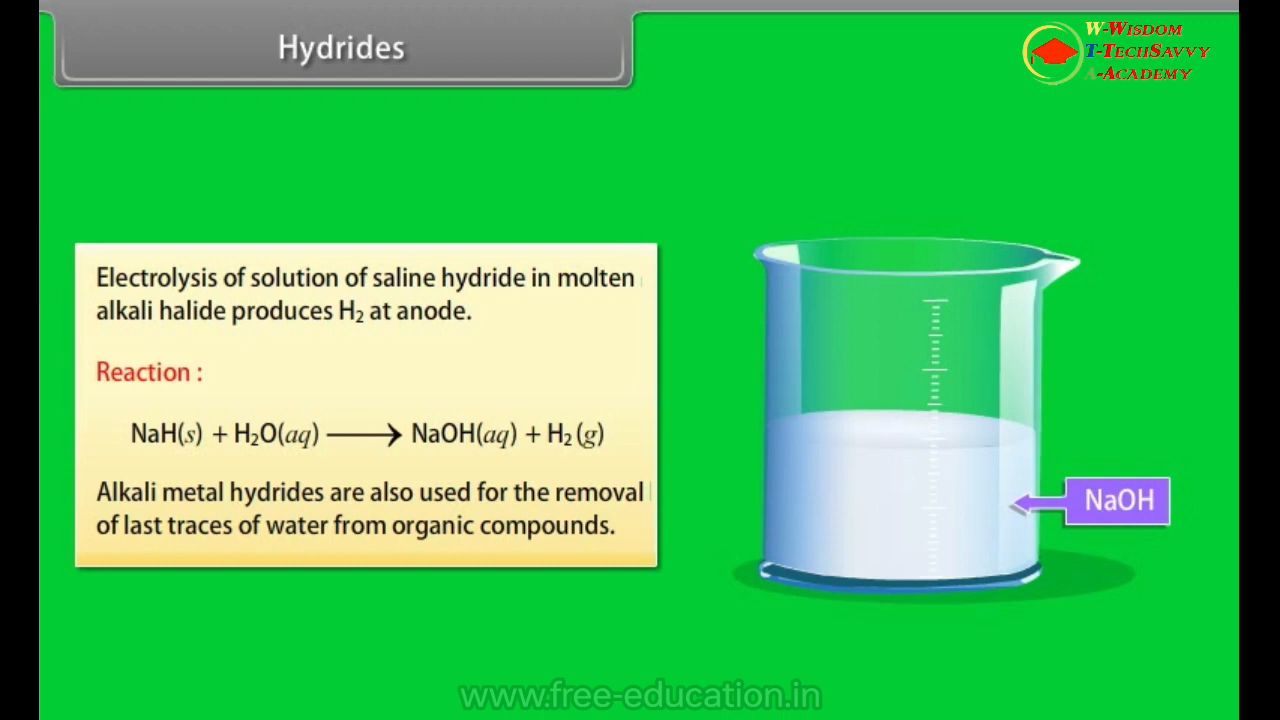 Hydrides
W-Wisdom
T-TechSavvy
A-Academy
Electrolysis of solution of saline hydride in molten
alkali halide produces H₂ at anode.
Reaction :
NaH(s) + H₂O(aq) ⟶ NaOH(aq) + H₂(g)
Alkali metal hydrides are also used for the removal
of last traces of water from organic compounds.
NaOH
www.free-education.in